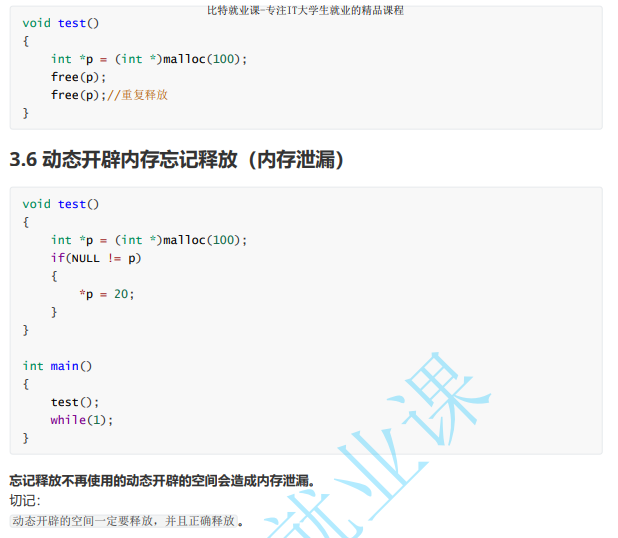 比特就业课-专注IT大学生就业的精品课程
void test()
{
    int *p = (int *)malloc(100);
    free(p);
    free(p);//重复释放
}
3.6 动态开辟内存忘记释放（内存泄漏）
void test()
{
    int *p = (int *)malloc(100);
    if(NULL != p)
    {
        *p = 20;
    }
}
int main()
{
    test();
    while(1);
}
忘记释放不再使用的动态开辟的空间会造成内存泄漏。
切记：
动态开辟的空间一定要释放，并且正确释放 。
就业课